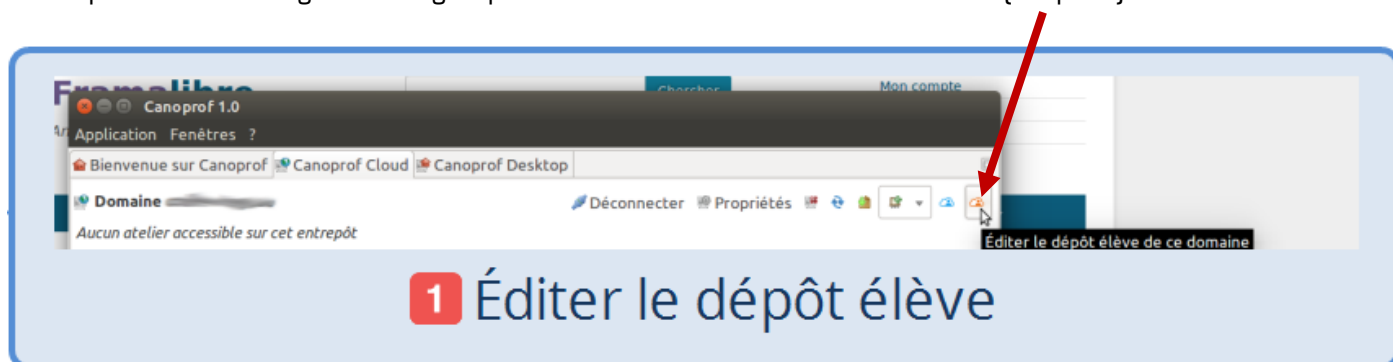 Framalibre
Chercher
Mon compte
Canoprof 1.0
Application Fenêtres ?
Bienvenue sur Canoprof Canoprof Cloud Canoprof Desktop
Domaine
Déconnecter Propriétés
Aucun atelier accessible sur cet entrepôt
Éditer le dépôt élève de ce domaine
1 Éditer le dépôt élève